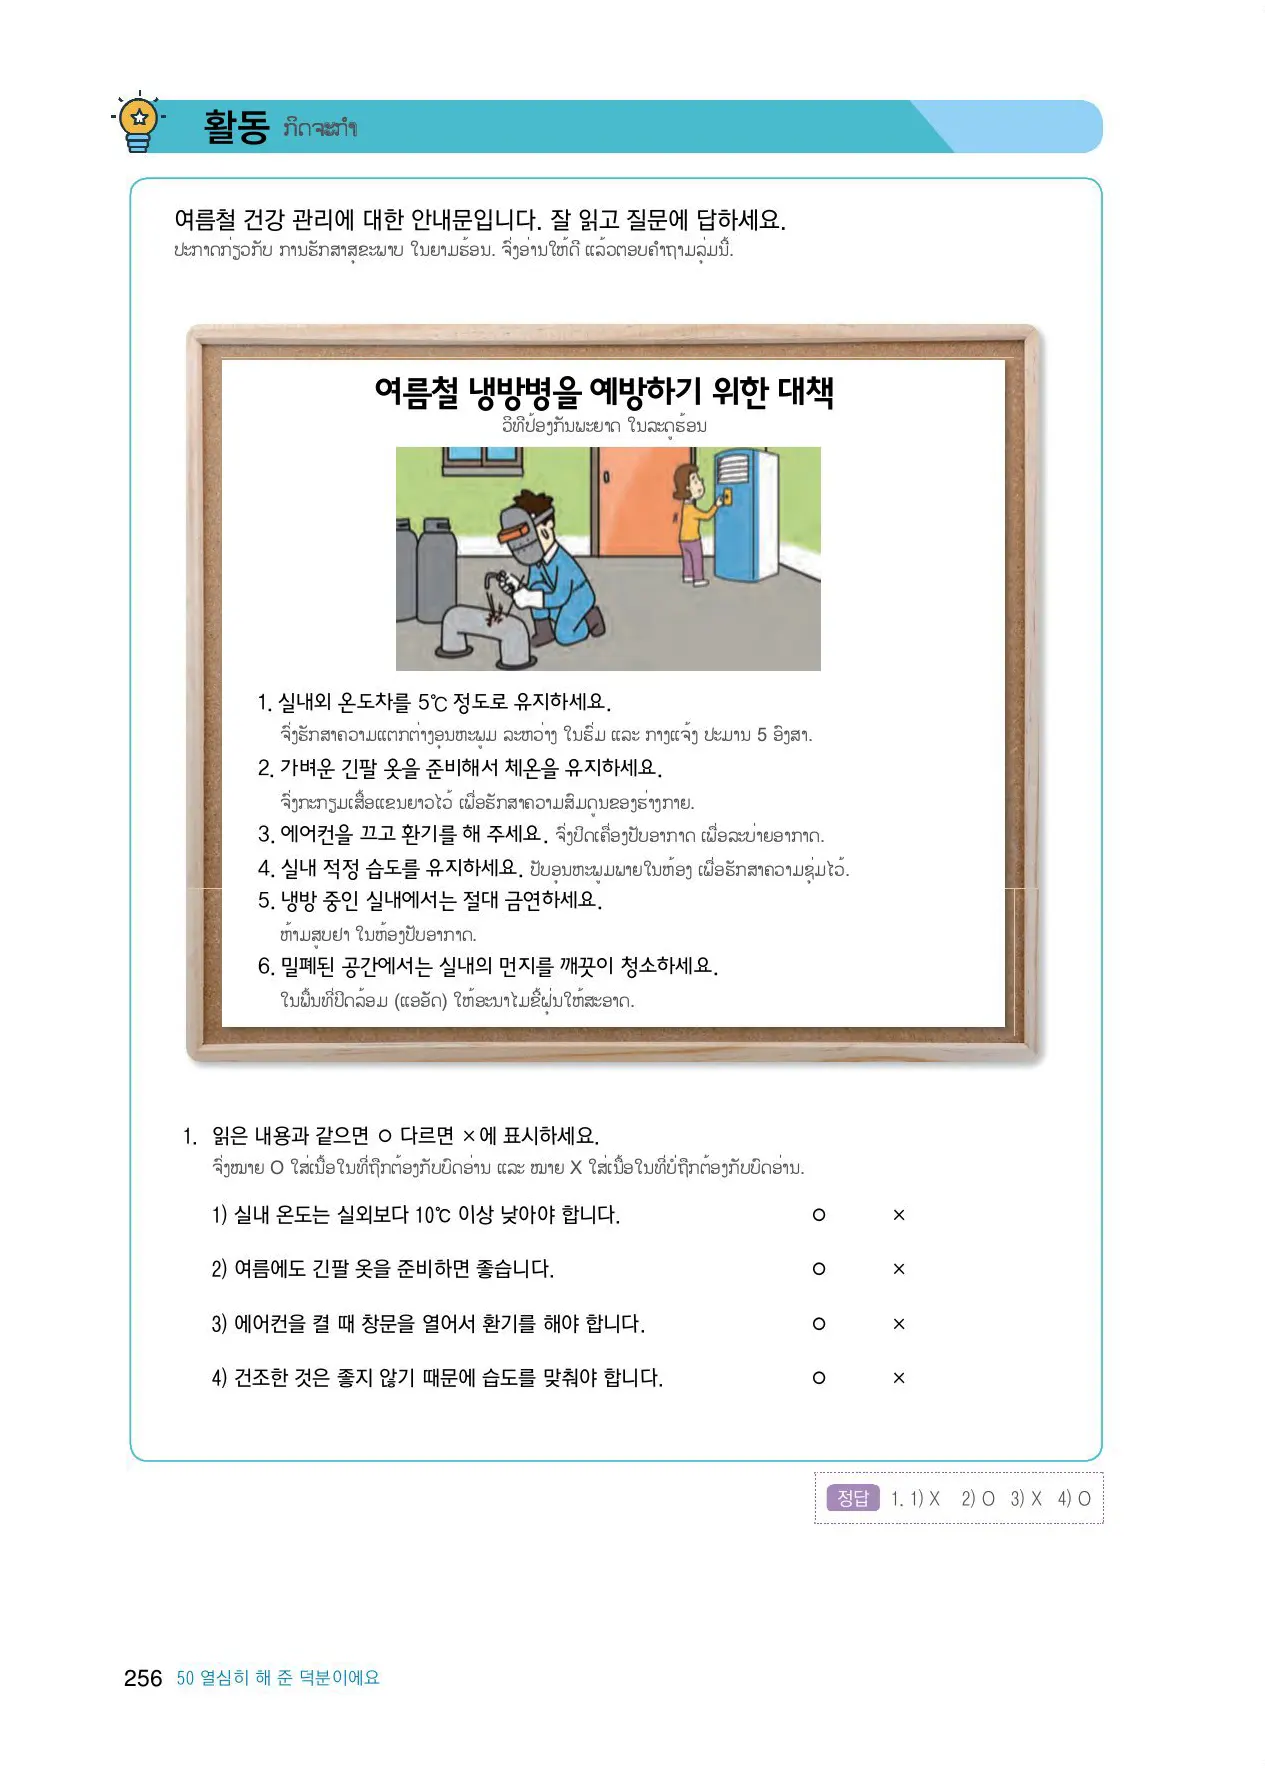 활동 ກິດຈະກຳ
여름철 건강 관리에 대한 안내문입니다. 잘 읽고 질문에 답하세요.
ປະກາດກ່ຽວກັບ ການຮັກສາສຸຂະພາບ ໃນຍາມຮ້ອນ. ຈົ່ງອ່ານໃຫ້ດີ ແລ້ວຕອບຄຳຖາມລຸ່ມນີ້.
여름철 냉방병을 예방하기 위한 대책
ວິທີປ້ອງກັນພະຍາດ ໃນລະດູຮ້ອນ
1. 실내외 온도차를 5℃ 정도로 유지하세요.
ຈົ່ງຮັກສາຄວາມແຕກຕ່າງອຸນຫະພູມ ລະຫວ່າງ ໃນຮົ່ມ ແລະ ກາງແຈ້ງ ປະມານ 5 ອົງສາ.
2. 가벼운 긴팔 옷을 준비해서 체온을 유지하세요.
ຈົ່ງກະກຽມເສື້ອແຂນຍາວໄວ້ ເພື່ອຮັກສາຄວາມສົມດູນຂອງຮ່າງກາຍ.
3. 에어컨을 끄고 환기를 해 주세요. ຈົ່ງປິດເຄື່ອງປັບອາກາດ ເພື່ອລະບ່າຍອາກາດ.
4. 실내 적정 습도를 유지하세요. ປັບອຸນຫະພູມພາຍໃນຫ້ອງ ເພື່ອຮັກສາຄວາມຊຸ່ມໄວ້.
5. 냉방 중인 실내에서는 절대 금연하세요.
ຫ້າມສູບຢາ ໃນຫ້ອງປັບອາກາດ.
6. 밀폐된 공간에서는 실내의 먼지를 깨끗이 청소하세요.
ໃນພື້ນທີ່ປິດລ້ອມ (ແອອັດ) ໃຫ້ອະນາໄມຂີ້ຝຸ່ນໃຫ້ສະອາດ.
1. 읽은 내용과 같으면 ○ 다르면 ×에 표시하세요.
ຈົ່ງໝາຍ O ໃສ່ເນື້ອໃນທີ່ຖືກຕ້ອງກັບບົດອ່ານ ແລະ ໝາຍ X ໃສ່ເນື້ອໃນທີ່ບໍ່ຖືກຕ້ອງກັບບົດອ່ານ.
1) 실내 온도는 실외보다 10℃ 이상 낮아야 합니다. ○ ×
2) 여름에도 긴팔 옷을 준비하면 좋습니다. ○ ×
3) 에어컨을 켤 때 창문을 열어서 환기를 해야 합니다. ○ ×
4) 건조한 것은 좋지 않기 때문에 습도를 맞춰야 합니다. ○ ×
정답 1. 1) X 2) O 3) X 4) O
256 50 열심히 해 준 덕분이에요